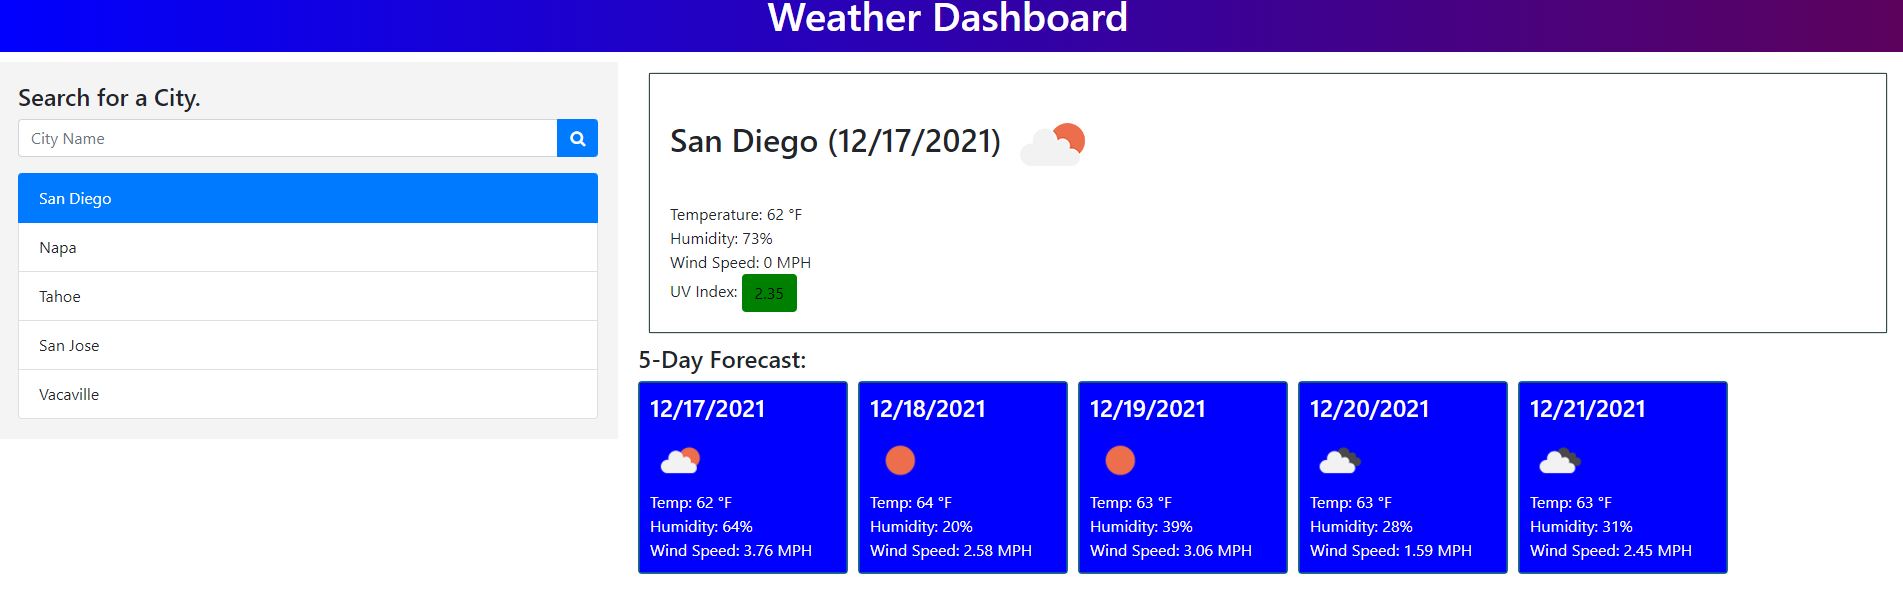 Weather Dashboard
Search for a City.
City Name
San Diego
Napa
Tahoe
San Jose
Vacaville
San Diego (12/17/2021)
Temperature: 62 °F
Humidity: 73%
Wind Speed: 0 MPH
UV Index: 2.35
5-Day Forecast:
12/17/2021
Temp: 62 °F
Humidity: 64%
Wind Speed: 3.76 MPH
12/18/2021
Temp: 64 °F
Humidity: 20%
Wind Speed: 2.58 MPH
12/19/2021
Temp: 63 °F
Humidity: 39%
Wind Speed: 3.06 MPH
12/20/2021
Temp: 63 °F
Humidity: 28%
Wind Speed: 1.59 MPH
12/21/2021
Temp: 63 °F
Humidity: 31%
Wind Speed: 2.45 MPH